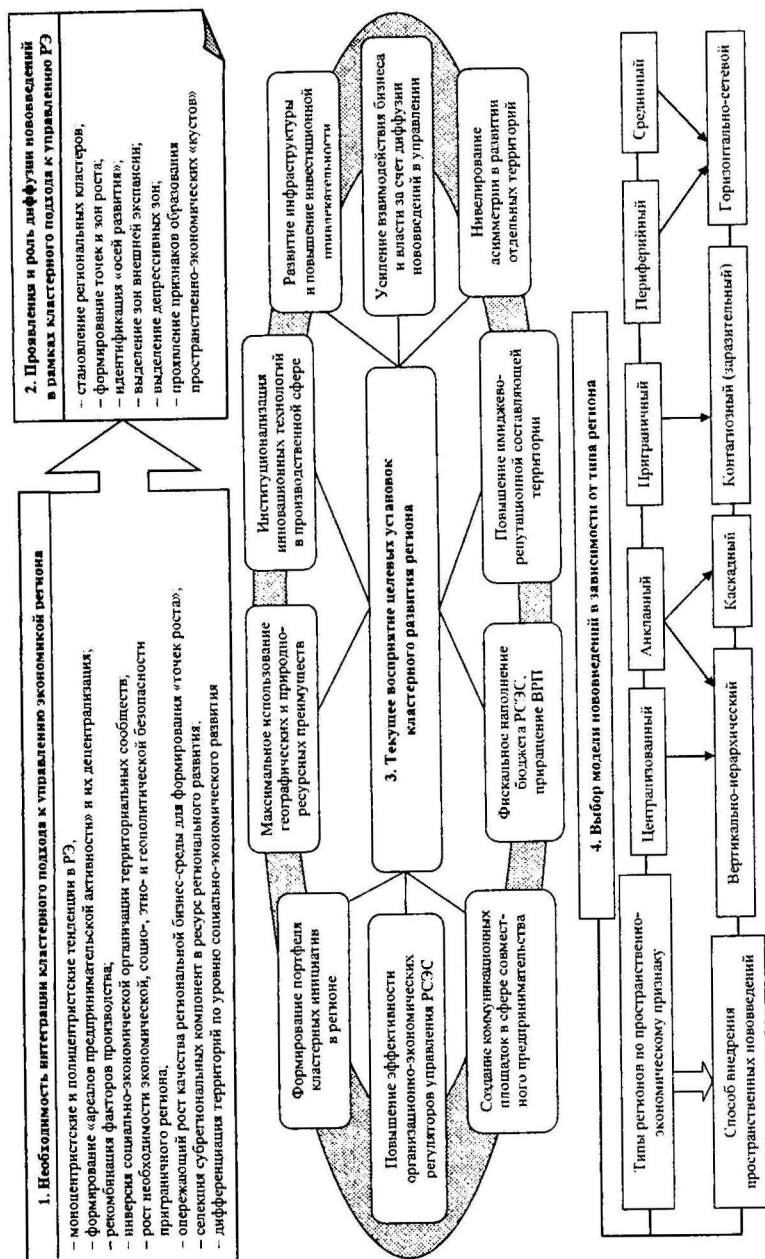 1. Необходимость интеграции кластерного подхода к управлению экономикой региона
– моноцентристские и полицентристские тенденции в РЭ,
– формирование «ареалов предпринимательской активности» и их децентрализация;
– рекомбинация факторов производства;
– инверсия социально-экономической организации территориальных сообществ,
– рост необходимости экономической, социо-, этно- и геополитической безопасности
приграничного региона,
– опережающий рост качества региональной бизнес-среды для формирования «точек роста»,
– селекция субрегиональных компонент в ресурс регионального развития.
– дифференциация территорий по уровню социально-экономического развития
2. Проявления и роль диффузии нововведений
в рамках кластерного подхода к управлению РЭ
– становление региональных кластеров,
– формирование точек и зон роста;
– идентификация «осей развития»;
– выделение зон внешней экспансии;
– выделение депрессивных зон;
– проявление признаков образования
пространственно-экономических «кустов»
Формирование портфеля
кластерных инициатив
в регионе
Максимальное использование
географических и природно-
ресурсных преимуществ
Институционализация
инновационных технологий
в производственной сфере
Развитие инфраструктуры
и повышение инвестиционной
привлекательности
Повышение эффективности
организационно-экономических
регуляторов управления РСЭС
3. Текущее восприятие целевых установок
кластерного развития региона
Усиление взаимодействия бизнеса
и власти за счет диффузии
нововведений в управлении
Создание коммуникационных
площадок в сфере совмест-
ного предпринимательства
Фискальное наполнение
бюджета РСЭС,
приращение ВРП
Повышение имиджево-
репутационной составляющей
территории
Нивелирование
асимметрии в развитии
отдельных территорий
4. Выбор модели нововведений в зависимости от типа региона
Типы регионов по пространственно-
экономическому признаку
Централизованный
Анклавный
Приграничный
Периферийный
Срединный
Способ внедрения
пространственных нововведений
Вертикально-иерархический
Каскадный
Контагиозный (заразительный)
Горизонтально-сетевой